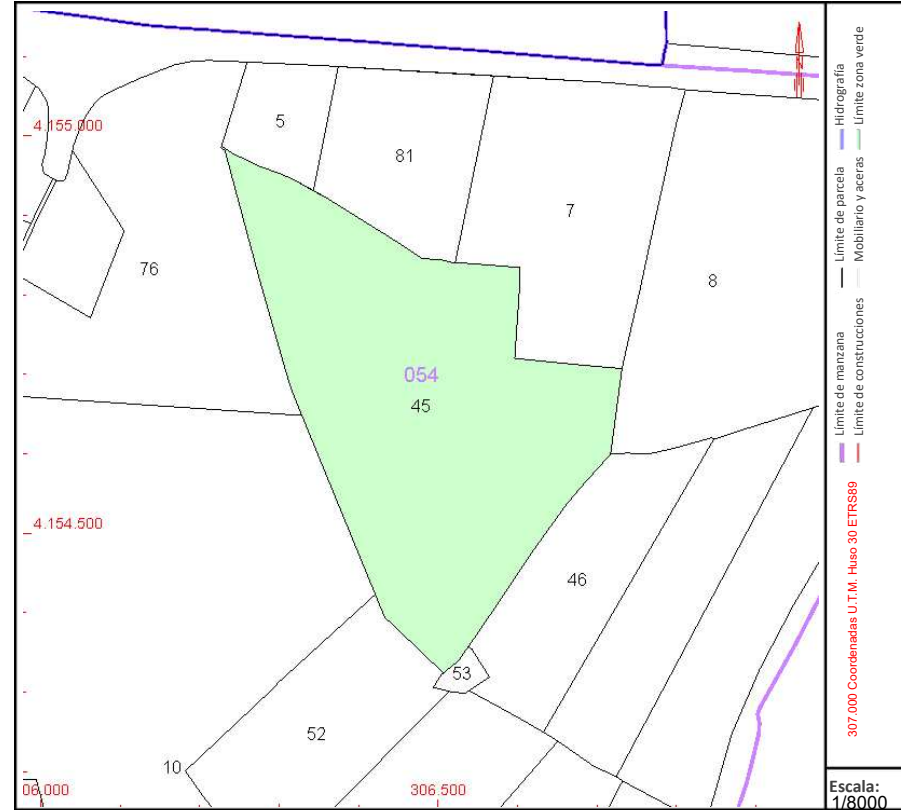 5
4.155.000
81
7
76
8
054
45
4.154.500
46
53
52
10
06.000
306.500
Límite de manzana
Límite de parcela
Hidrografía
Límite de construcciones
Mobiliario y aceras
Límite zona verde
307.000 Coordenadas U.T.M. Huso 30 ETRS89
Escala:
1/8000